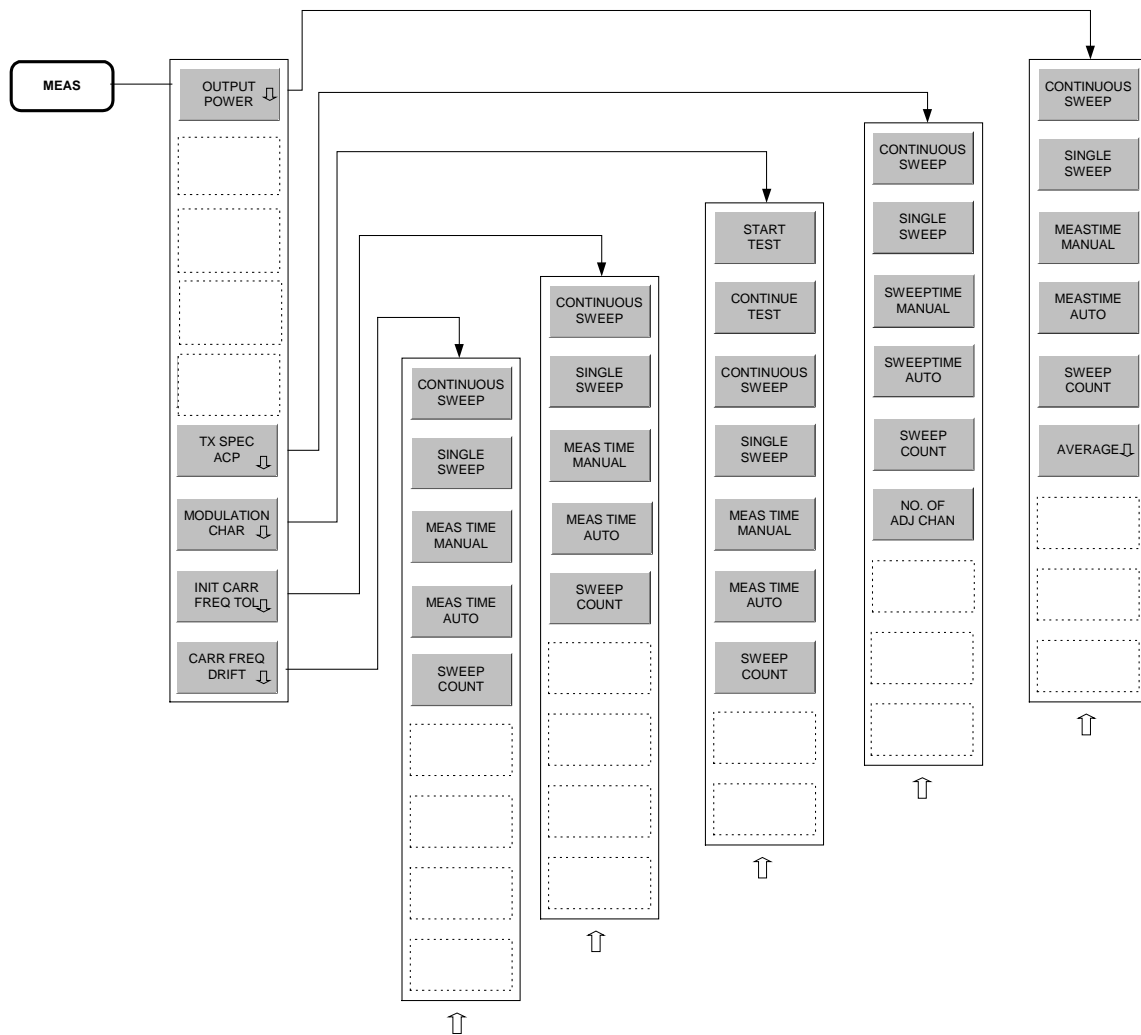 MEAS
OUTPUT
POWER
TX SPEC
ACP
MODULATION
CHAR
INIT CARR
FREQ TOL
CARR FREQ
DRIFT
CONTINUOUS
SWEEP
SINGLE
SWEEP
MEAS TIME
MANUAL
MEAS TIME
AUTO
SWEEP
COUNT
CONTINUOUS
SWEEP
SINGLE
SWEEP
MEAS TIME
MANUAL
MEAS TIME
AUTO
SWEEP
COUNT
START
TEST
CONTINUE
TEST
CONTINUOUS
SWEEP
SINGLE
SWEEP
MEAS TIME
MANUAL
MEAS TIME
AUTO
SWEEP
COUNT
CONTINUOUS
SWEEP
SINGLE
SWEEP
SWEEPTIME
MANUAL
SWEEPTIME
AUTO
SWEEP
COUNT
NO. OF
ADJ CHAN
CONTINUOUS
SWEEP
SINGLE
SWEEP
MEASTIME
MANUAL
MEASTIME
AUTO
SWEEP
COUNT
AVERAGE